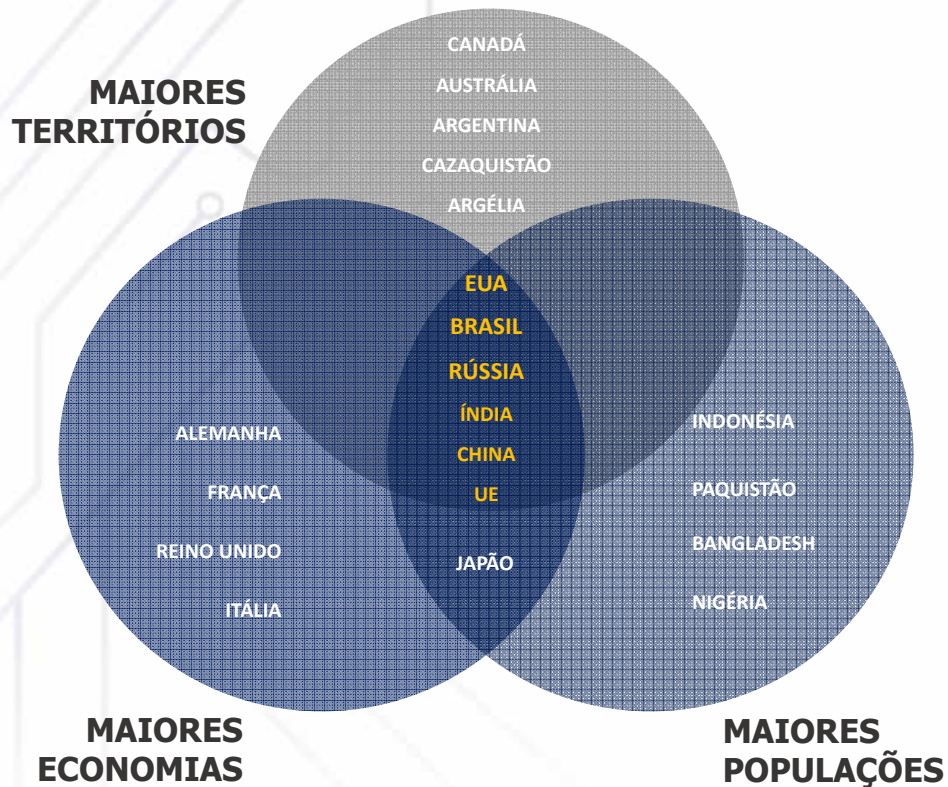 CANADÁ
MAIORES
TERRITÓRIOS
AUSTRÁLIA
ARGENTINA
CAZAQUISTÃO
ARGÉLIA
EUA
BRASIL
RÚSSIA
ÍNDIA
CHINA
UE
JAPÃO
ALEMANHA
FRANÇA
REINO UNIDO
ITÁLIA
INDONÉSIA
PAQUISTÃO
BANGLADESH
NIGÉRIA
MAIORES
ECONOMIAS
MAIORES
POPULAÇÕES